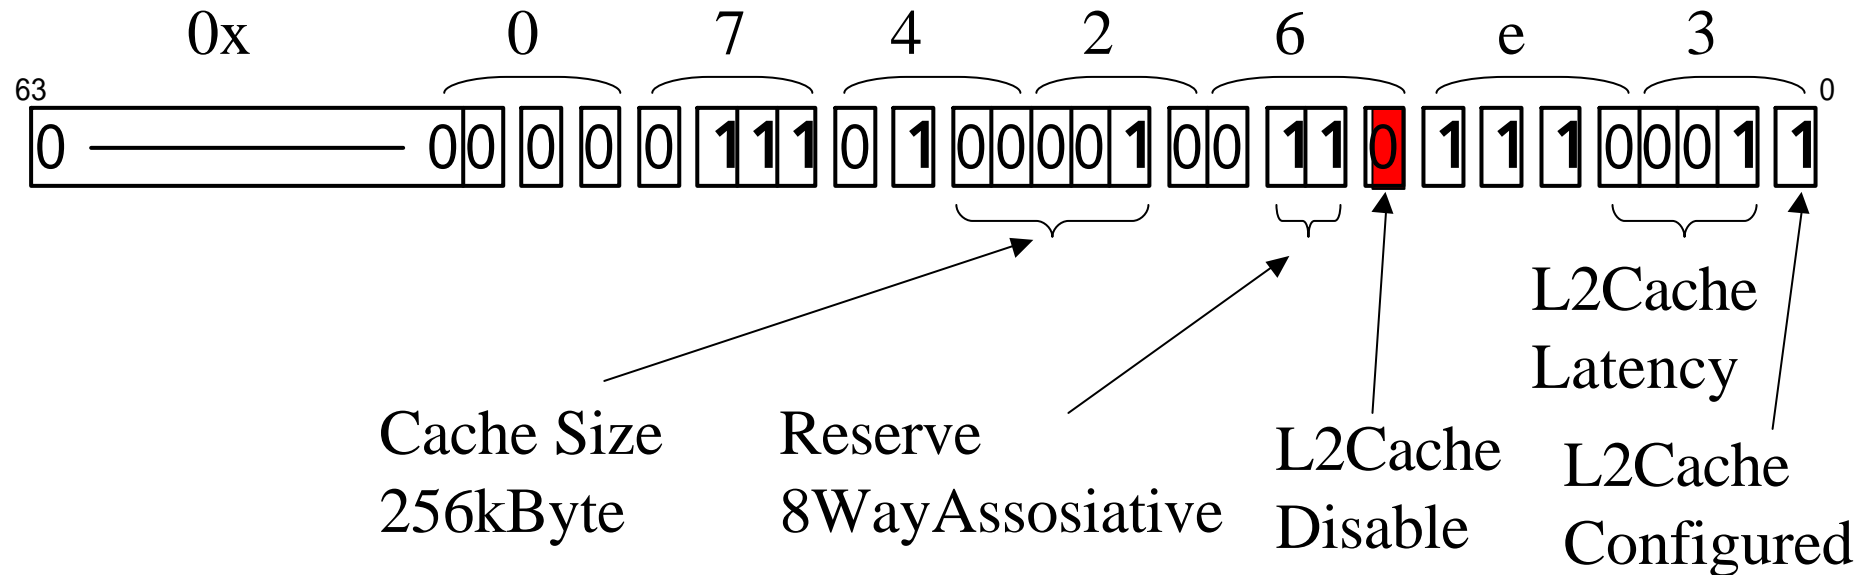 0x 0 7 4 2 6 e 3
63 0
0 0 0 0 0 0 1 1 1 0 1 0 0 0 0 1 0 0 1 1 0 1 1 1 0 0 0 1 1
L2Cache
Latency
Cache Size
256kByte
Reserve
8WayAssosiative
L2Cache
Disable
L2Cache
Configured